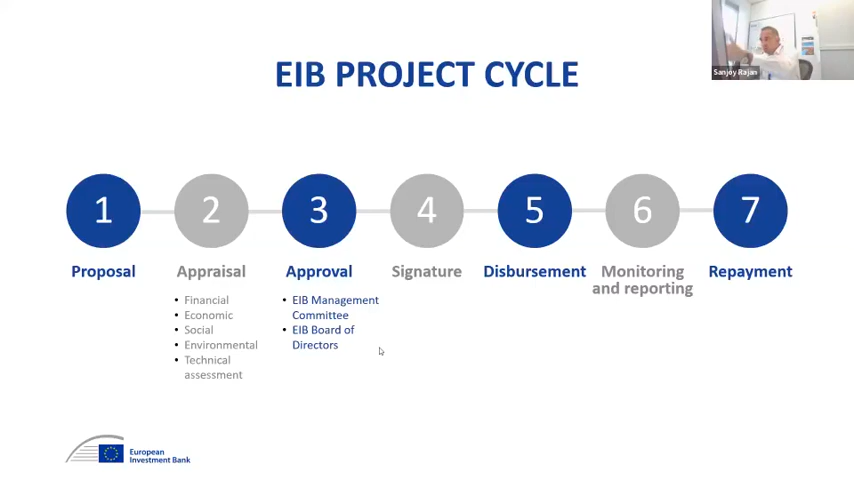 Sanjoy Rajan
EIB PROJECT CYCLE
1
2
3
4
5
6
7
Proposal
Appraisal
Approval
Signature
Disbursement
Monitoring
and reporting
Repayment
• Financial
• Economic
• Social
• Environmental
• Technical
assessment
• EIB Management
Committee
• EIB Board of
Directors
European
Investment Bank